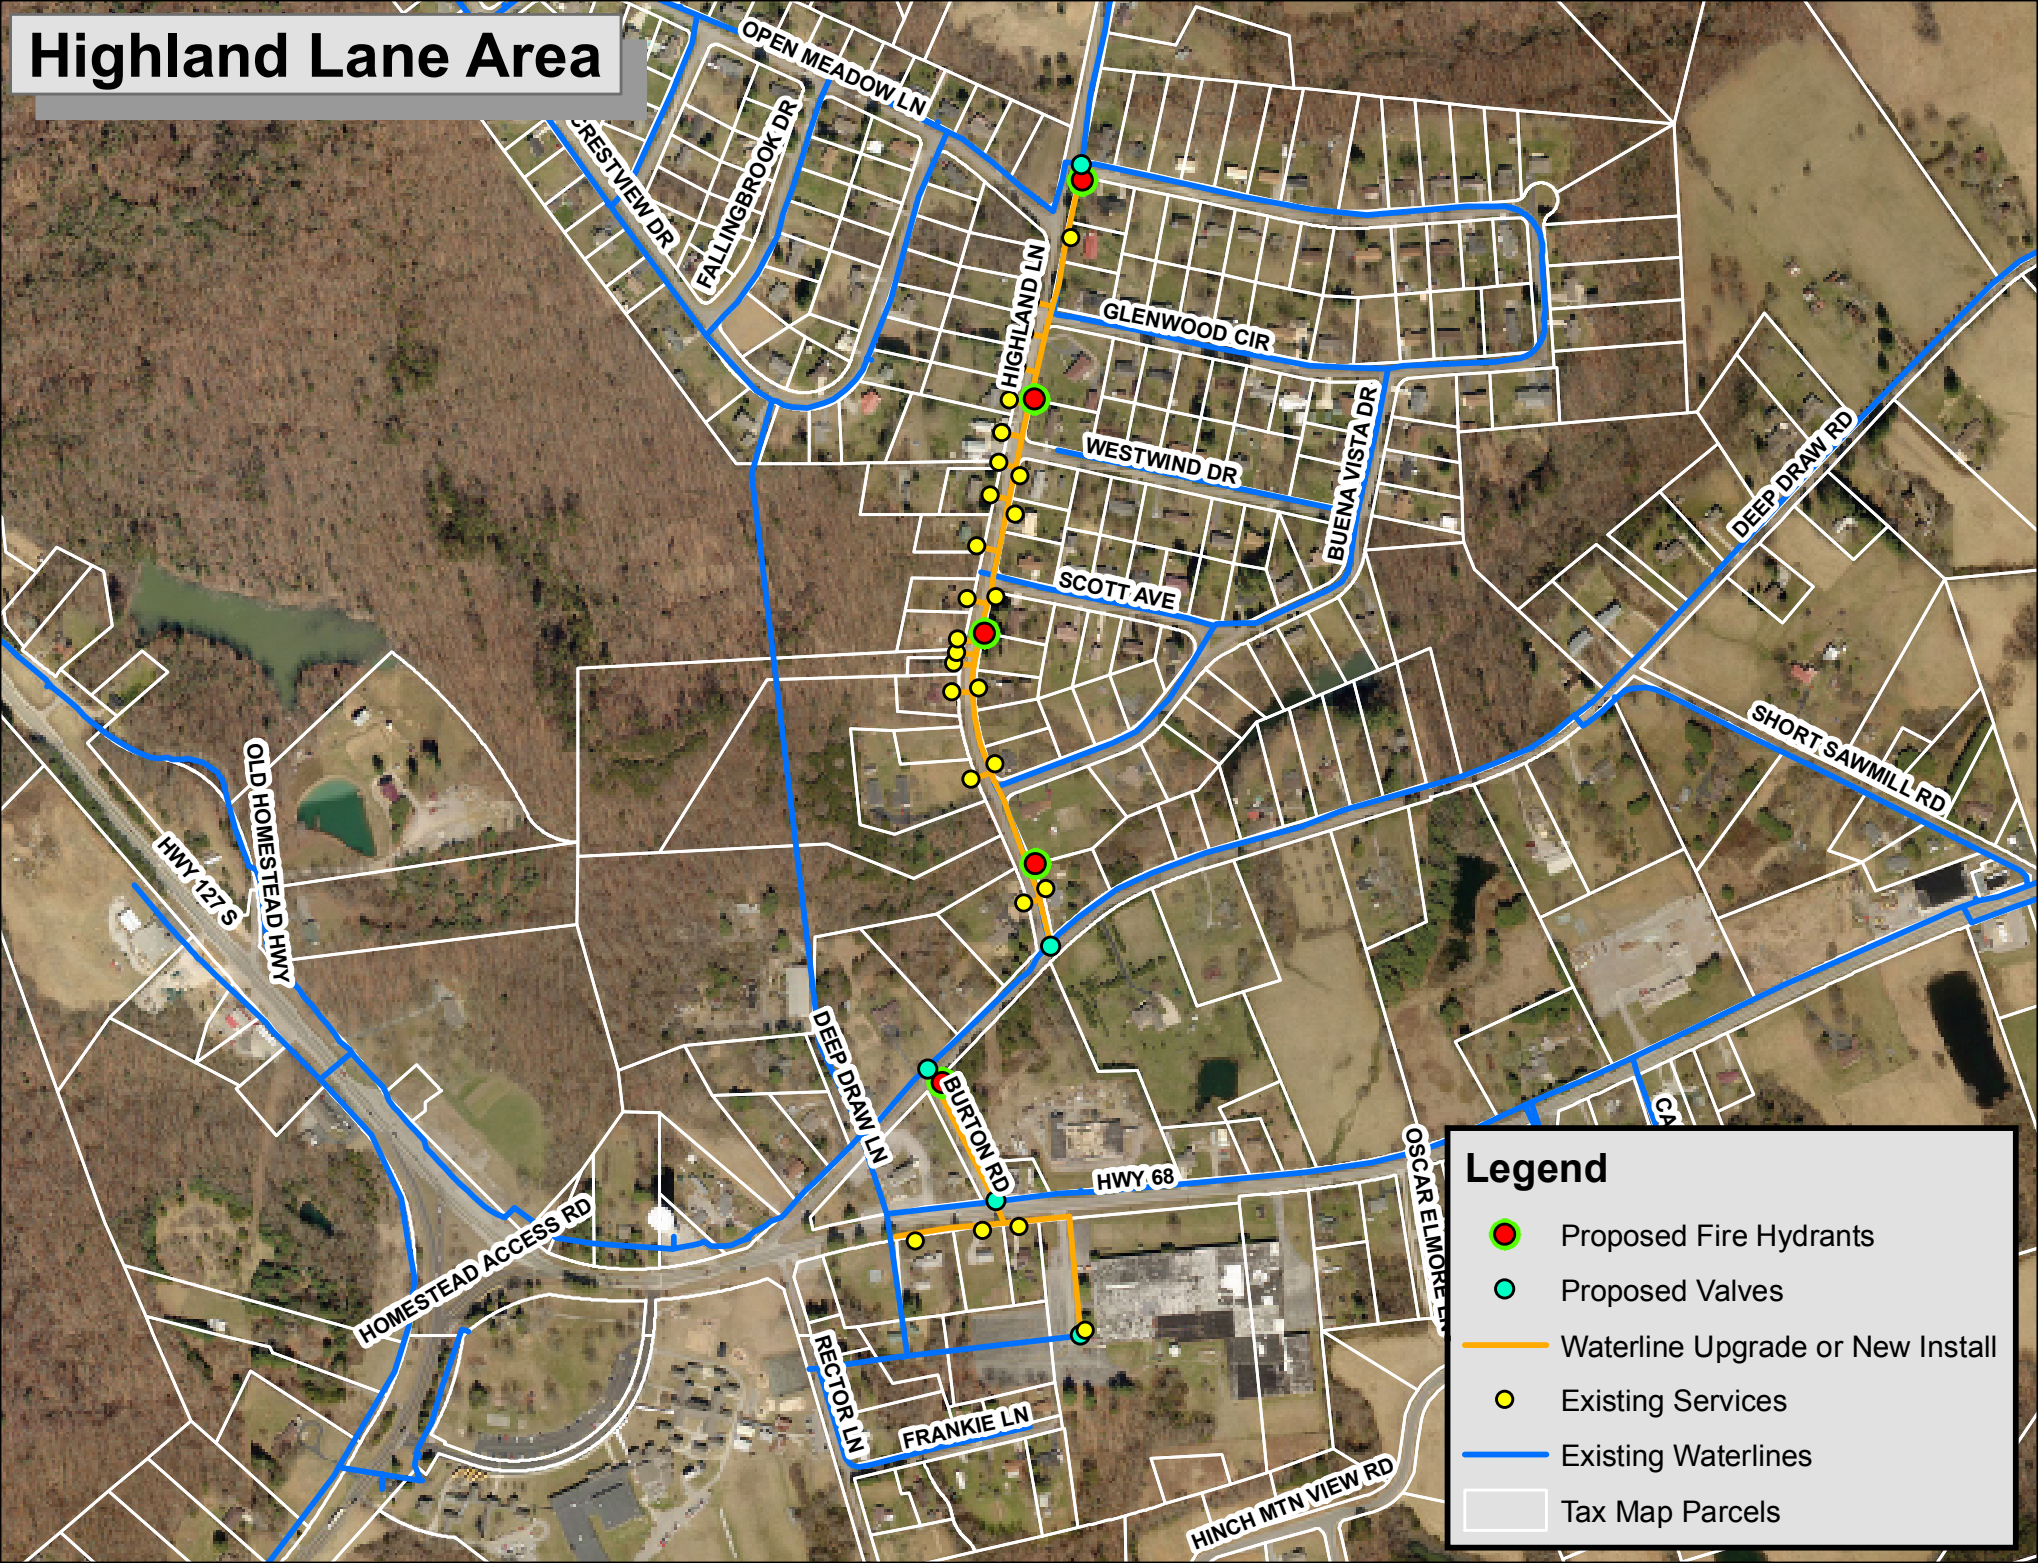 Highland Lane Area
OPEN MEADOW LN
CRESTVIEW DR
FALLINGBROOK DR
HIGHLAND LN
GLENWOOD CIR
WESTWIND DR
BUENA VISTA DR
DEEP DRAW RD
SCOTT AVE
SHORT SAWMILL RD
OLD HOMESTEAD HWY
HWY 127 S
DEEP DRAW LN
BURTON RD
HWY 68
OSCAR ELMORE LN
CA
HOMESTEAD ACCESS RD
RECTOR LN
FRANKIE LN
HINCH MTN VIEW RD
Legend
Proposed Fire Hydrants
Proposed Valves
Waterline Upgrade or New Install
Existing Services
Existing Waterlines
Tax Map Parcels